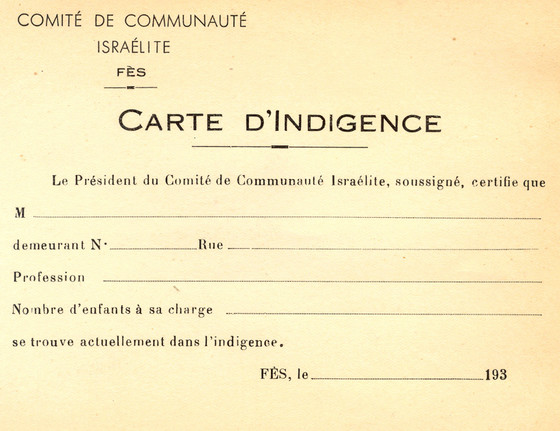 COMITÉ DE COMMUNAUTÉ
ISRAÉLITE
FÈS
CARTE D'INDIGENCE
Le Président du Comité de Communauté Israélite, soussigné, certifie que
M
demeurant N· Rue
Profession
Nombre d'enfants à sa charge
se trouve actuellement dans l'indigence.
FÈS, le 193